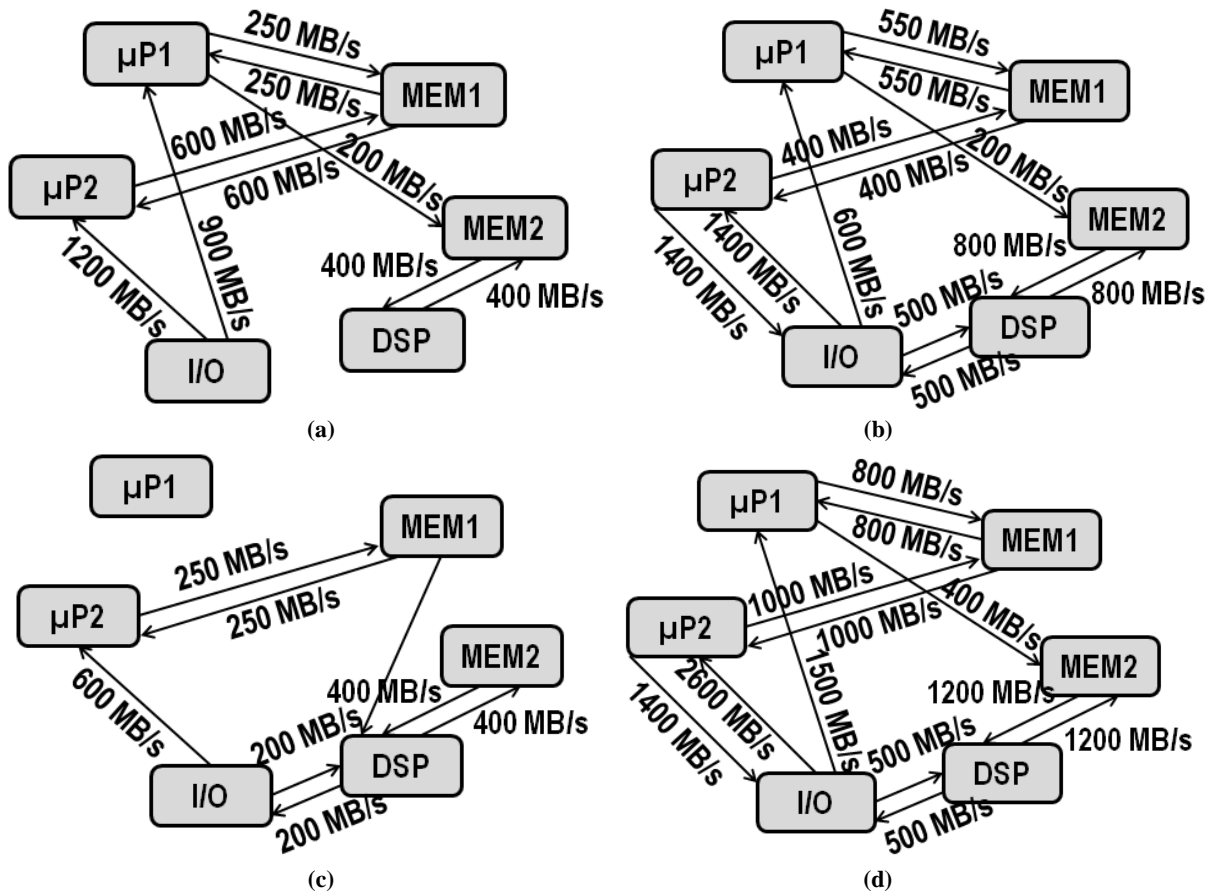 250 MB/s
µP1
250 MB/s
MEM1
600 MB/s
200 MB/s
µP2
600 MB/s
900 MB/s
MEM2
1200 MB/s
400 MB/s
400 MB/s
DSP
I/O
(a)
550 MB/s
µP1
550 MB/s
MEM1
400 MB/s
200 MB/s
µP2
400 MB/s
MEM2
1400 MB/s
600 MB/s
800 MB/s
1400 MB/s
500 MB/s
800 MB/s
DSP
I/O
500 MB/s
(b)
µP1
MEM1
250 MB/s
µP2
250 MB/s
MEM2
600 MB/s
400 MB/s
400 MB/s
200 MB/s
DSP
I/O
200 MB/s
(c)
800 MB/s
µP1
800 MB/s
MEM1
1000 MB/s
400 MB/s
µP2
1000 MB/s
MEM2
2600 MB/s
1500 MB/s
1200 MB/s
1400 MB/s
500 MB/s
1200 MB/s
DSP
I/O
500 MB/s
(d)